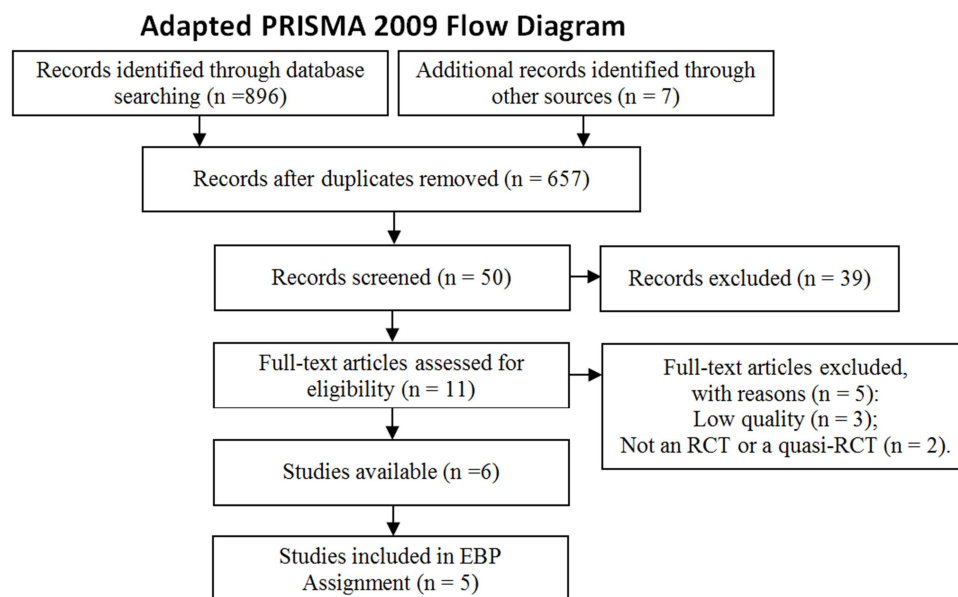 Adapted PRISMA 2009 Flow Diagram
Records identified through database
searching (n =896)
Additional records identified through
other sources (n = 7)
Records after duplicates removed (n = 657)
Records screened (n = 50)
Records excluded (n = 39)
Full-text articles assessed for
eligibility (n = 11)
Full-text articles excluded,
with reasons (n = 5):
Low quality (n = 3);
Not an RCT or a quasi-RCT (n = 2).
Studies available (n =6)
Studies included in EBP
Assignment (n = 5)